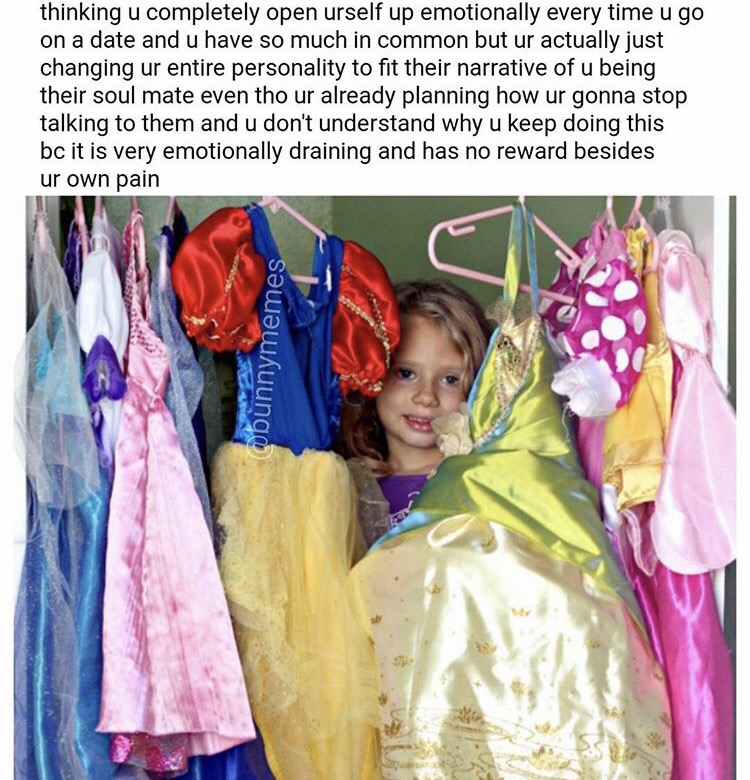 thinking u completely open urself up emotionally every time u go
on a date and u have so much in common but ur actually just
changing ur entire personality to fit their narrative of u being
their soul mate even tho ur already planning how ur gonna stop
talking to them and u don't understand why u keep doing this
bc it is very emotionally draining and has no reward besides
ur own pain
@bunnymemes